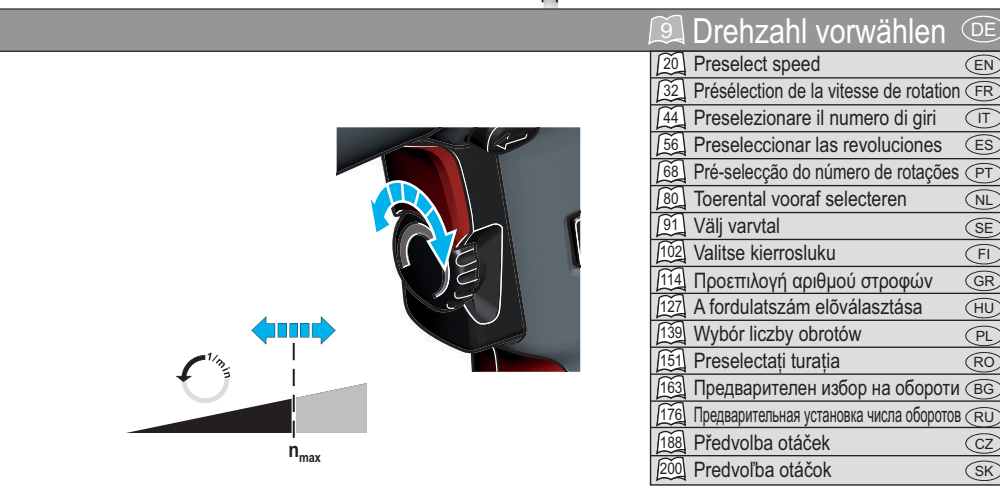 9 Drehzahl vorwählen DE
20 Preselect speed EN
32 Présélection de la vitesse de rotation FR
44 Preselezionare il numero di giri IT
56 Preseleccionar las revoluciones ES
68 Pré-selecção do número de rotações PT
80 Toerental vooraf selecteren NL
91 Välj varvtal SE
102 Valitse kierrosluku FI
114 Προεπιλογή αριθμού στροφών GR
127 A fordulatszám elõválasztása HU
139 Wybór liczby obrotów PL
151 Preselectați turația RO
163 Предварителен избор на обороти BG
176 Предварительная установка числа оборотов RU
188 Předvolba otáček CZ
200 Predvoľba otáčok SK
1/min
nmax